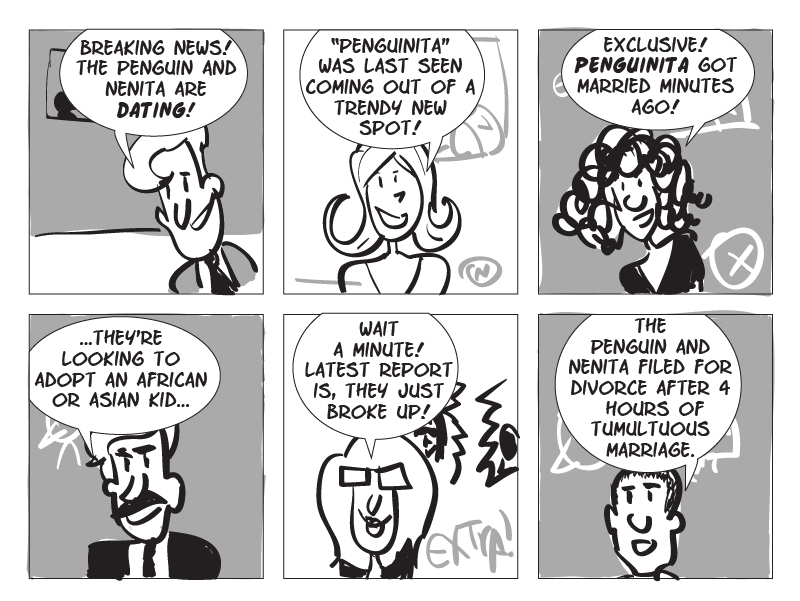 BREAKING NEWS!
THE PENGUIN AND
NENITA ARE
DATING!
"PENGUINITA"
WAS LAST SEEN
COMING OUT OF A
TRENDY NEW
SPOT!
N
EXCLUSIVE!
PENGUINITA GOT
MARRIED MINUTES
AGO!
X
...THEY'RE
LOOKING TO
ADOPT AN AFRICAN
OR ASIAN KID...
WAIT
A MINUTE!
LATEST REPORT
IS, THEY JUST
BROKE UP!
EXTRA!
THE
PENGUIN AND
NENITA FILED FOR
DIVORCE AFTER 4
HOURS OF
TUMULTUOUS
MARRIAGE.